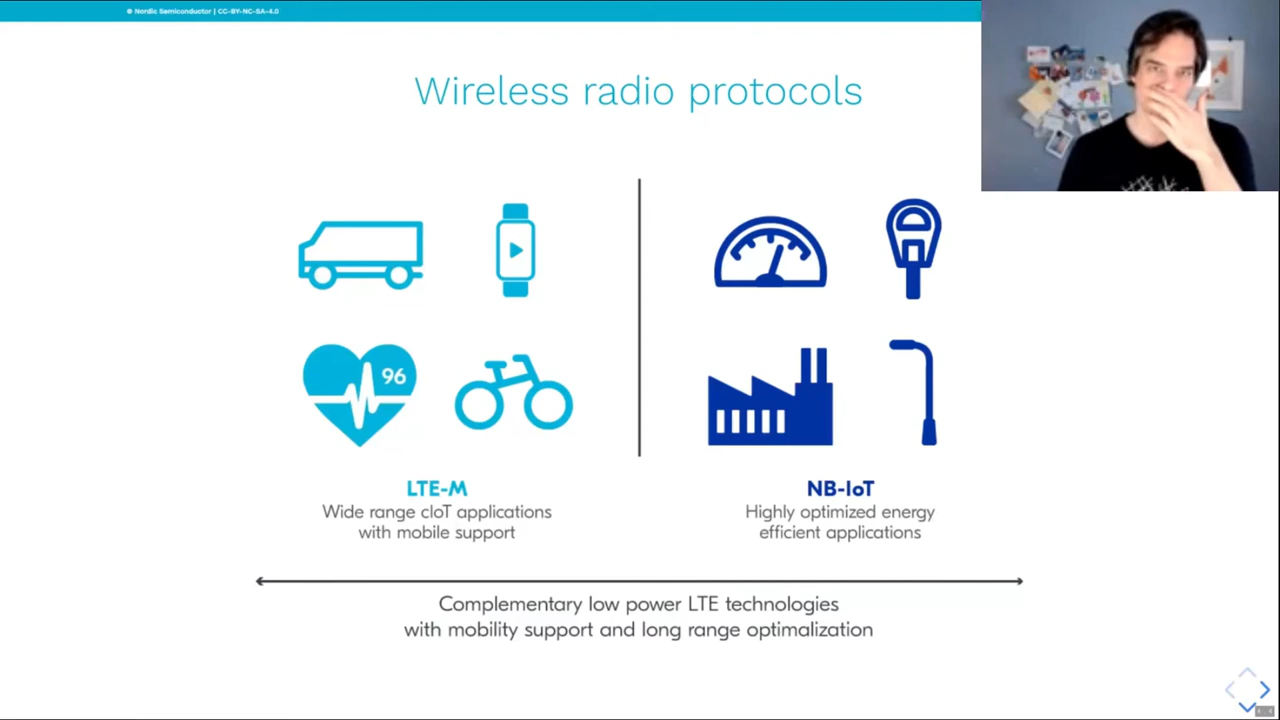 © Nordic Semiconductor | CC-BY-NC-SA-4.0
Wireless radio protocols
96
LTE-M
Wide range cIoT applications
with mobile support
NB-IoT
Highly optimized energy
efficient applications
Complementary low power LTE technologies
with mobility support and long range optimalization